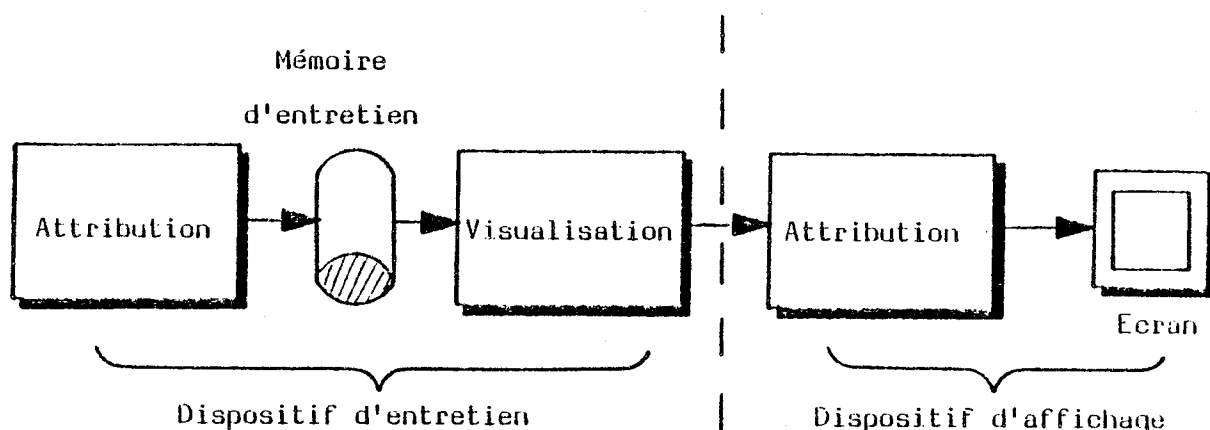 Mémoire
d'entretien
Attribution
Visualisation
Attribution
Ecran
Dispositif d'entretien
Dispositif d'affichage